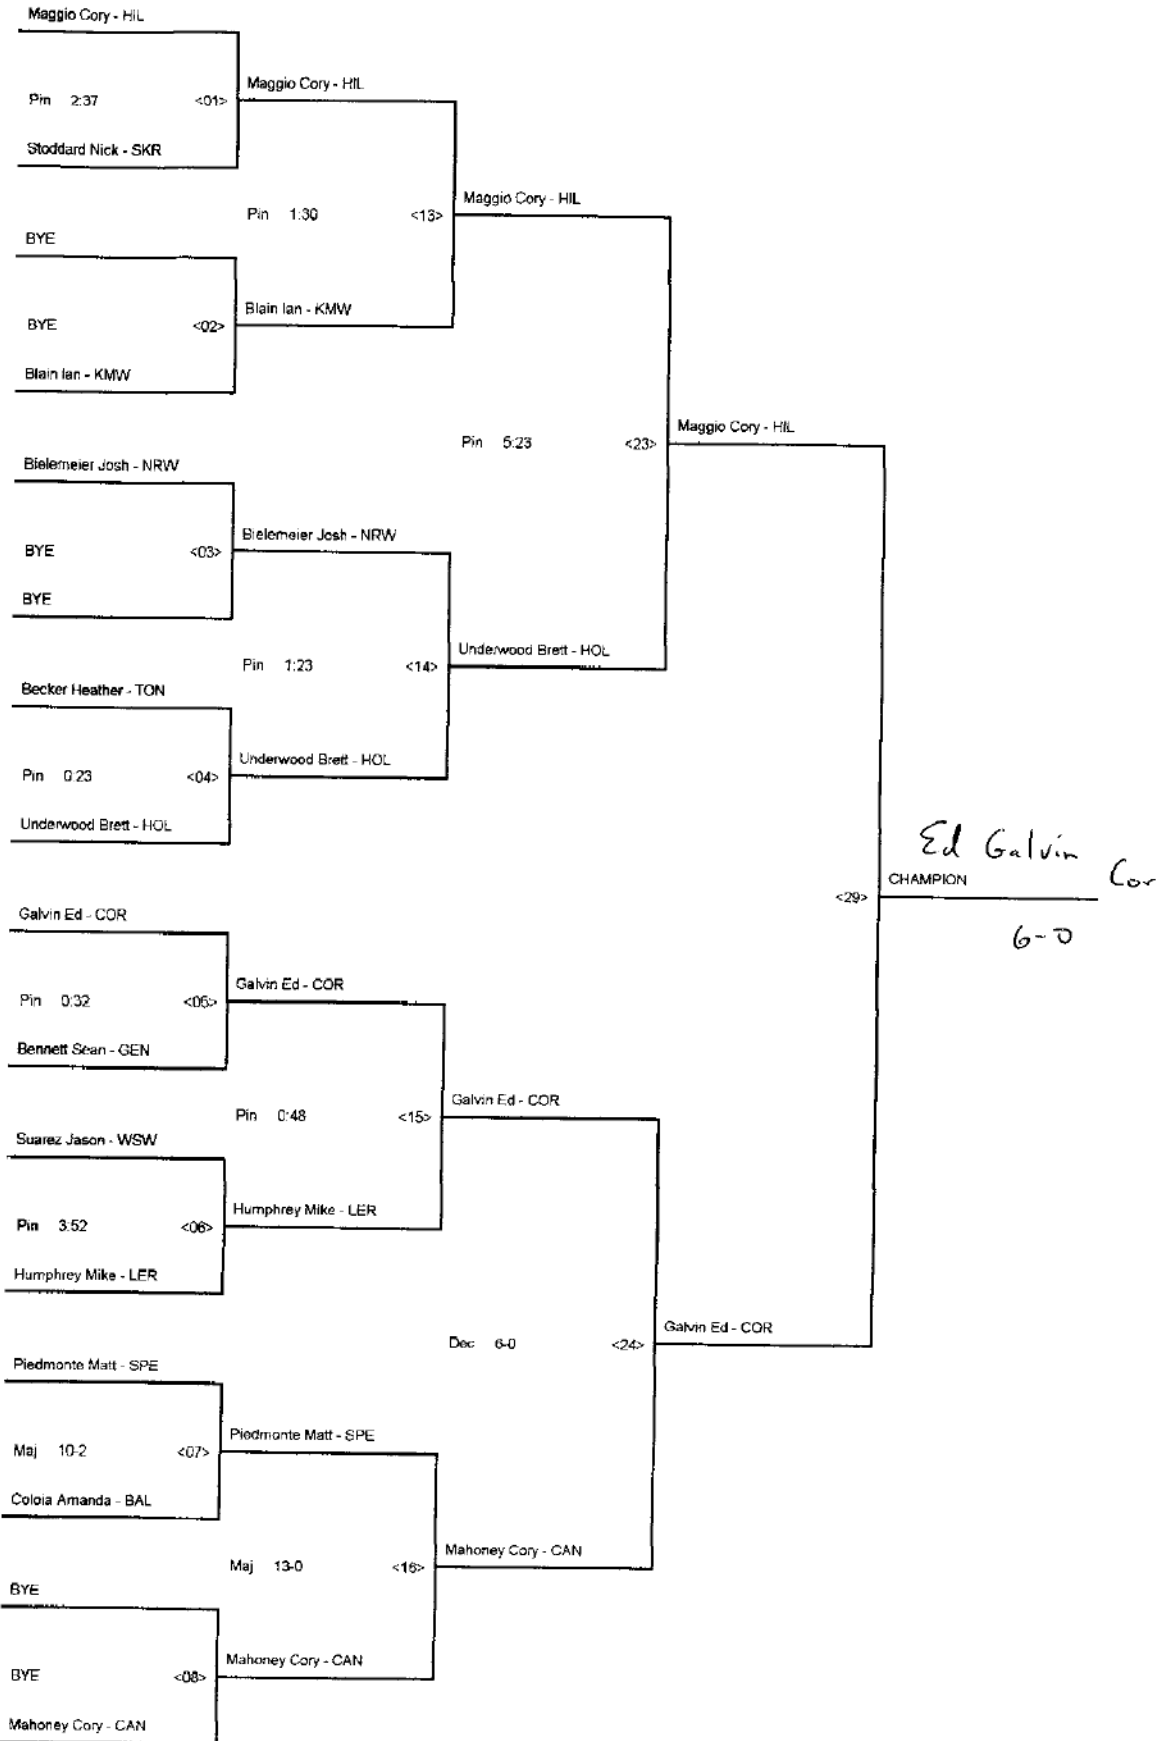 Maggio Cory - HIL
Maggio Cory - HIL
Pin 2:37 <01>
Stoddard Nick - SKR
Maggio Cory - HIL
Pin 1:30 <13>
BYE
Blain Ian - KMW
BYE <02>
Blain Ian - KMW
Maggio Cory - HIL
Pin 5:23 <23>
Bielemeier Josh - NRW
Bielemeier Josh - NRW
BYE <03>
BYE
Underwood Brett - HOL
Pin 1:23 <14>
Becker Heather - TON
Underwood Brett - HOL
Pin 0:23 <04>
Underwood Brett - HOL
Ed Galvin Cor
CHAMPION
<29>
6-0
Galvin Ed - COR
Galvin Ed - COR
Pin 0:32 <05>
Bennett Sean - GEN
Galvin Ed - COR
Pin 0:48 <15>
Suarez Jason - WSW
Humphrey Mike - LER
Pin 3:52 <06>
Humphrey Mike - LER
Galvin Ed - COR
Dec 6-0 <24>
Piedmonte Matt - SPE
Piedmonte Matt - SPE
Maj 10-2 <07>
Coloia Amanda - BAL
Mahoney Cory - CAN
Maj 13-0 <16>
BYE
Mahoney Cory - CAN
BYE <08>
Mahoney Cory - CAN